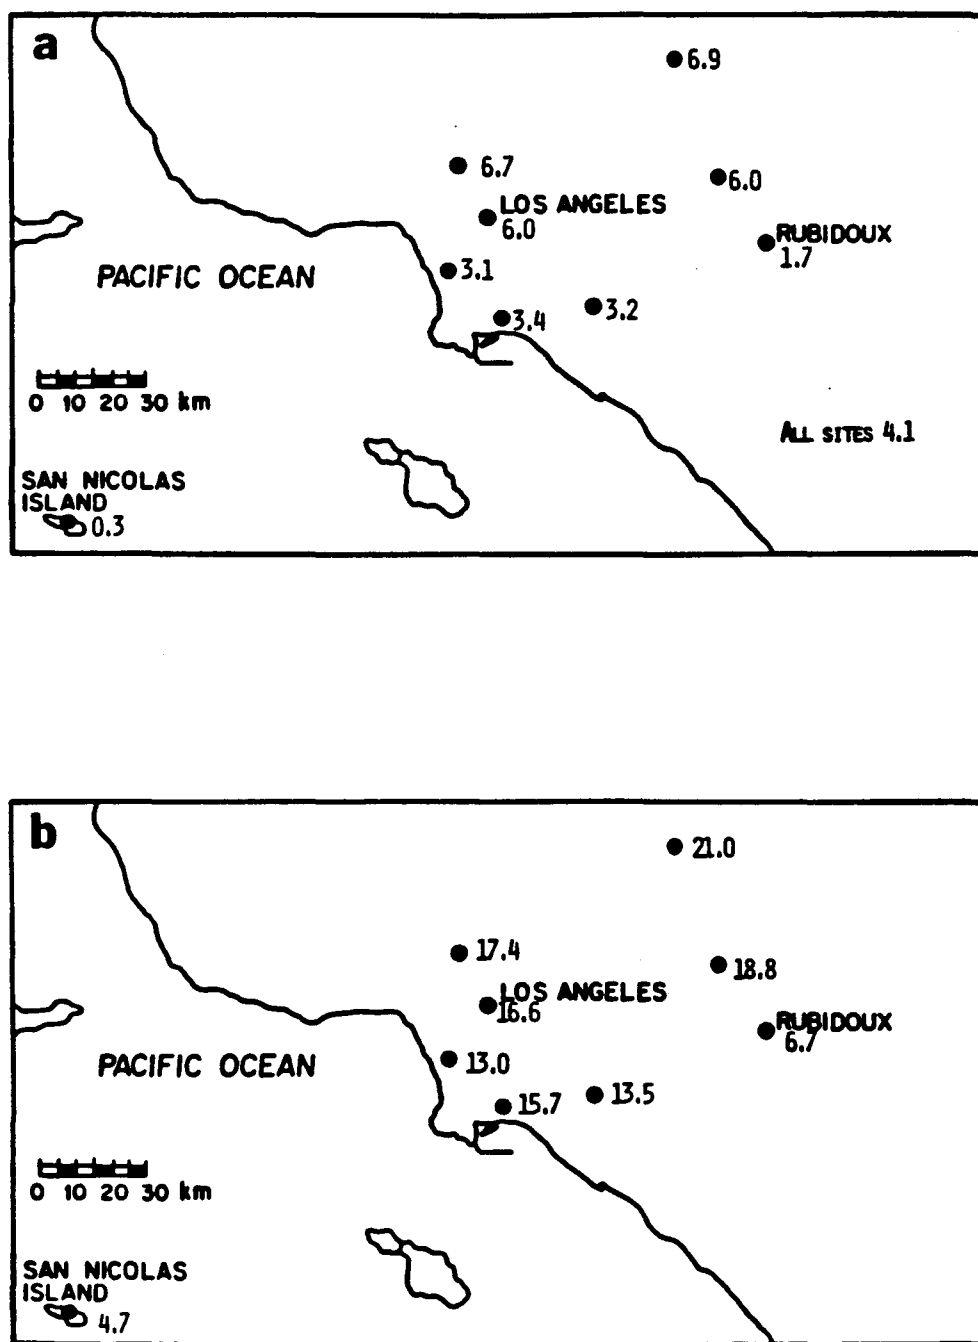 a
6.9
6.7
6.0
LOS ANGELES
6.0
RUBIDOUX
1.7
3.1
PACIFIC OCEAN
3.2
3.4
0 10 20 30 km
ALL SITES 4.1
SAN NICOLAS
ISLAND
0.3
b
21.0
17.4
18.8
LOS ANGELES
16.6
RUBIDOUX
6.7
13.0
PACIFIC OCEAN
13.5
15.7
0 10 20 30 km
SAN NICOLAS
ISLAND
4.7